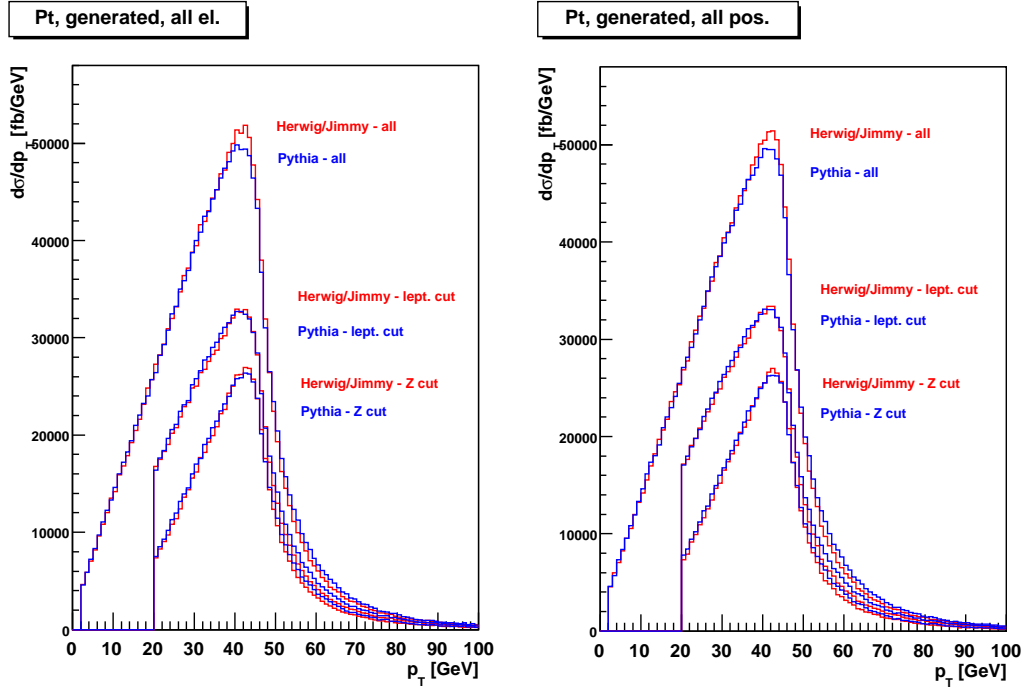 Pt, generated, all el.
dσ/dp_T [fb/GeV]
50000
40000
30000
20000
10000
0
Herwig/Jimmy - all
Pythia - all
Herwig/Jimmy - lept. cut
Pythia - lept. cut
Herwig/Jimmy - Z cut
Pythia - Z cut
0 10 20 30 40 50 60 70 80 90 100
p_T [GeV]
Pt, generated, all pos.
dσ/dp_T [fb/GeV]
50000
40000
30000
20000
10000
0
Herwig/Jimmy - all
Pythia - all
Herwig/Jimmy - lept. cut
Pythia - lept. cut
Herwig/Jimmy - Z cut
Pythia - Z cut
0 10 20 30 40 50 60 70 80 90 100
p_T [GeV]